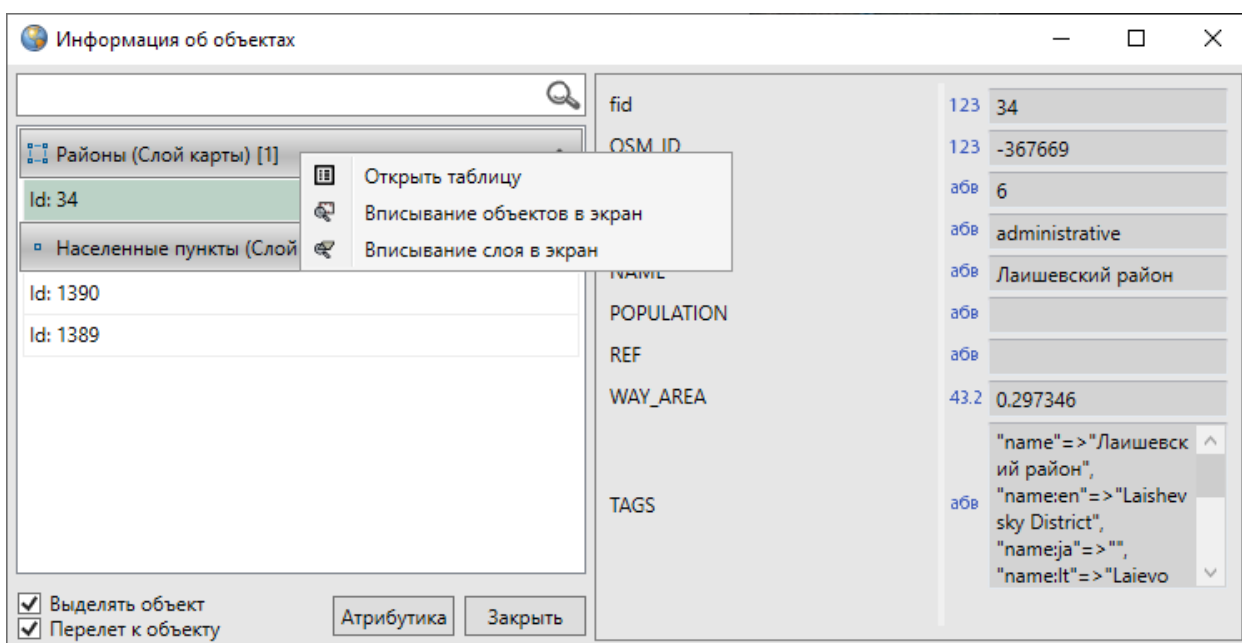 Информация об объектах
Районы (Слой карты) [1]
Id: 34
Населенные пункты (Слой
Id: 1390
Id: 1389
Открыть таблицу
Вписывание объектов в экран
Вписывание слоя в экран
Выделять объект
Перелет к объекту
Атрибутика
Закрыть
fid 123 34
OSM_ID 123 -367669
абв 6
абв administrative
NAME абв Лаишевский район
POPULATION абв
REF абв
WAY_AREA 43.2 0.297346
TAGS абв
"name"=>"Лаишевск
ий район",
"name:en"=>"Laishev
sky District",
"name:ja"=>"",
"name:lt"=>"Laievo